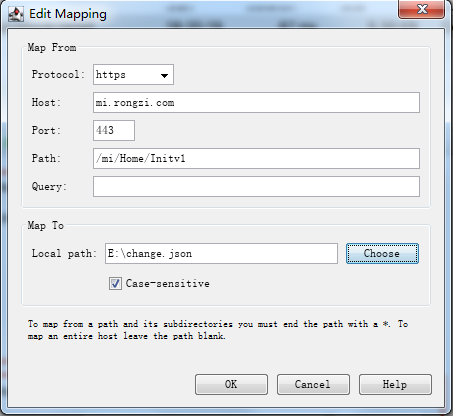 Edit Mapping
Map From
Protocol: https
Host: mi.rongzi.com
Port: 443
Path: /mi/Home/Initv1
Query:
Map To
Local path: E:\change.json Choose
Case-sensitive
To map from a path and its subdirectories you must end the path with a *. To
map an entire host leave the path blank.
OK Cancel Help